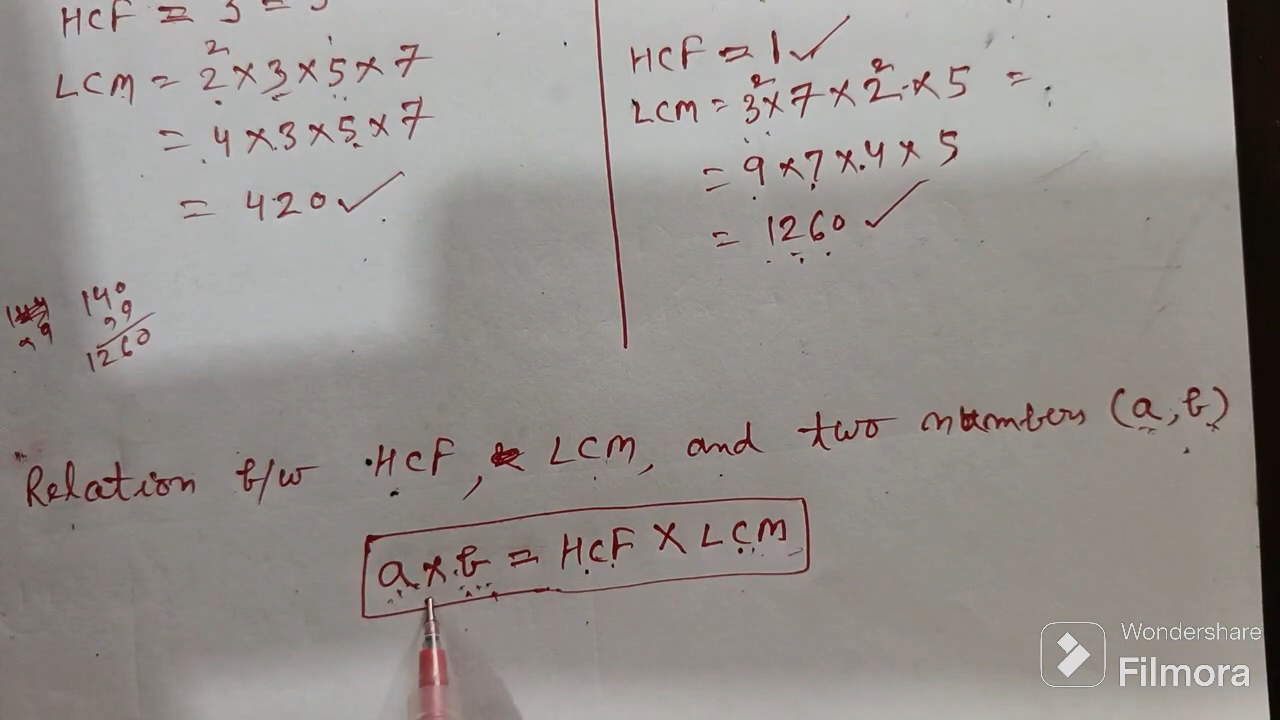 HCF = 3 = 3
LCM = 2² × 3 × 5 × 7
= 4 × 3 × 5 × 7
= 420 ✓
HCF = 1 ✓
LCM = 3² × 7 × 2² × 5 =
= 9 × 7 × 4 × 5
= 1260 ✓
140
× 9
1260
Relation b/w HCF, LCM, and two numbers (a, b)
a × b = HCF × LCM
Wondershare
Filmora